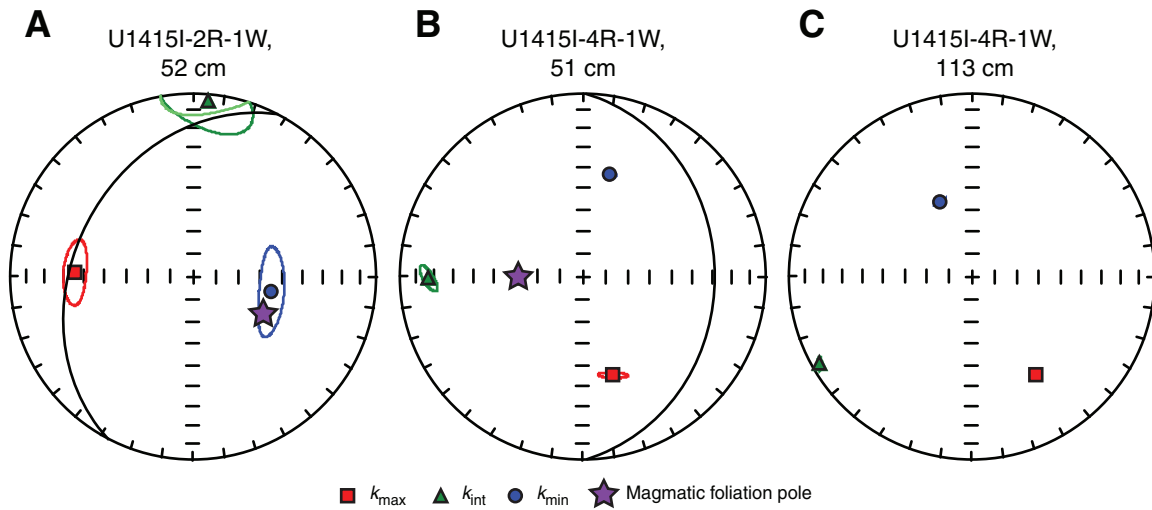 A
U1415I-2R-1W,
52 cm
B
U1415I-4R-1W,
51 cm
C
U1415I-4R-1W,
113 cm
kmax kint kmin Magmatic foliation pole